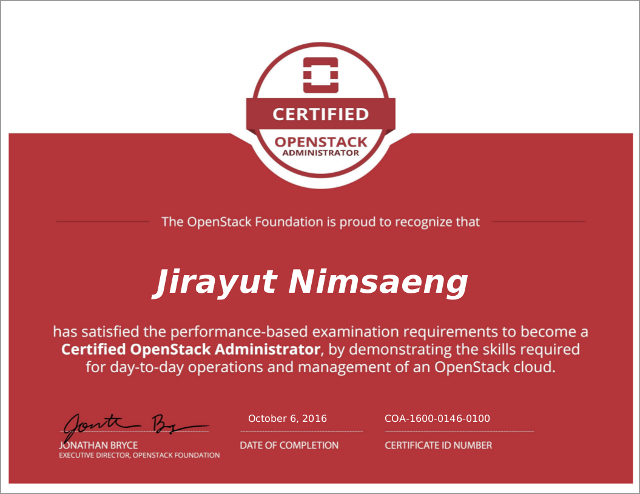 CERTIFIED
OPENSTACK
ADMINISTRATOR
The OpenStack Foundation is proud to recognize that
Jirayut Nimsaeng
has satisfied the performance-based examination requirements to become a
Certified OpenStack Administrator, by demonstrating the skills required
for day-to-day operations and management of an OpenStack cloud.
October 6, 2016
COA-1600-0146-0100
JONATHAN BRYCE
DATE OF COMPLETION
CERTIFICATE ID NUMBER
EXECUTIVE DIRECTOR, OPENSTACK FOUNDATION